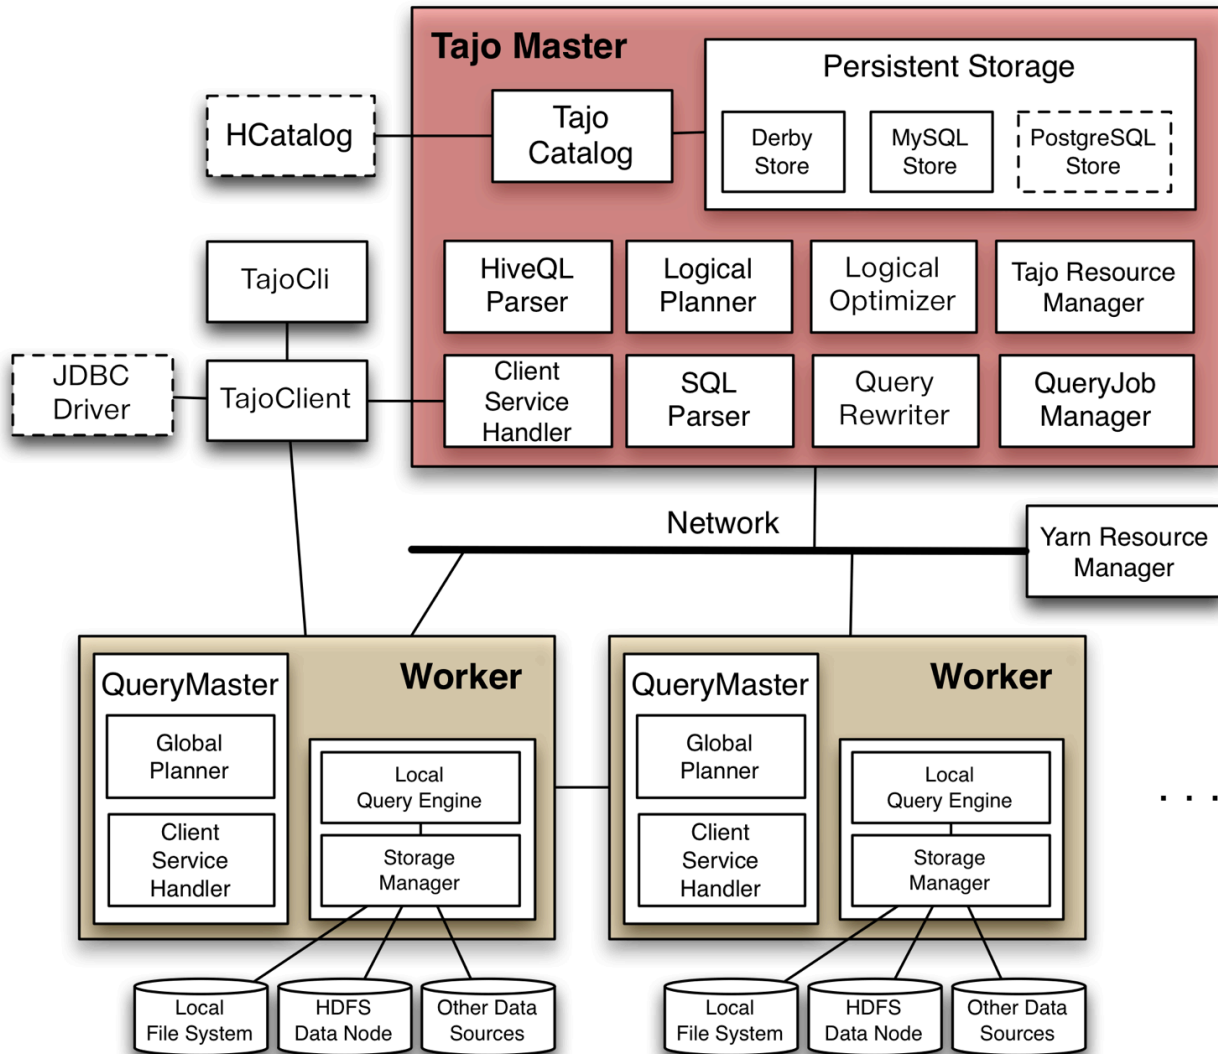 Tajo Master
Persistent Storage
HCatalog
Tajo
Catalog
Derby
Store
MySQL
Store
PostgreSQL
Store
TajoCli
HiveQL
Parser
Logical
Planner
Logical
Optimizer
Tajo Resource
Manager
JDBC
Driver
TajoClient
Client
Service
Handler
SQL
Parser
Query
Rewriter
QueryJob
Manager
Network
Yarn Resource
Manager
QueryMaster
Worker
Global
Planner
Local
Query Engine
Client
Service
Handler
Storage
Manager
QueryMaster
Worker
Global
Planner
Local
Query Engine
Client
Service
Handler
Storage
Manager
. . .
Local
File System
HDFS
Data Node
Other Data
Sources
Local
File System
HDFS
Data Node
Other Data
Sources